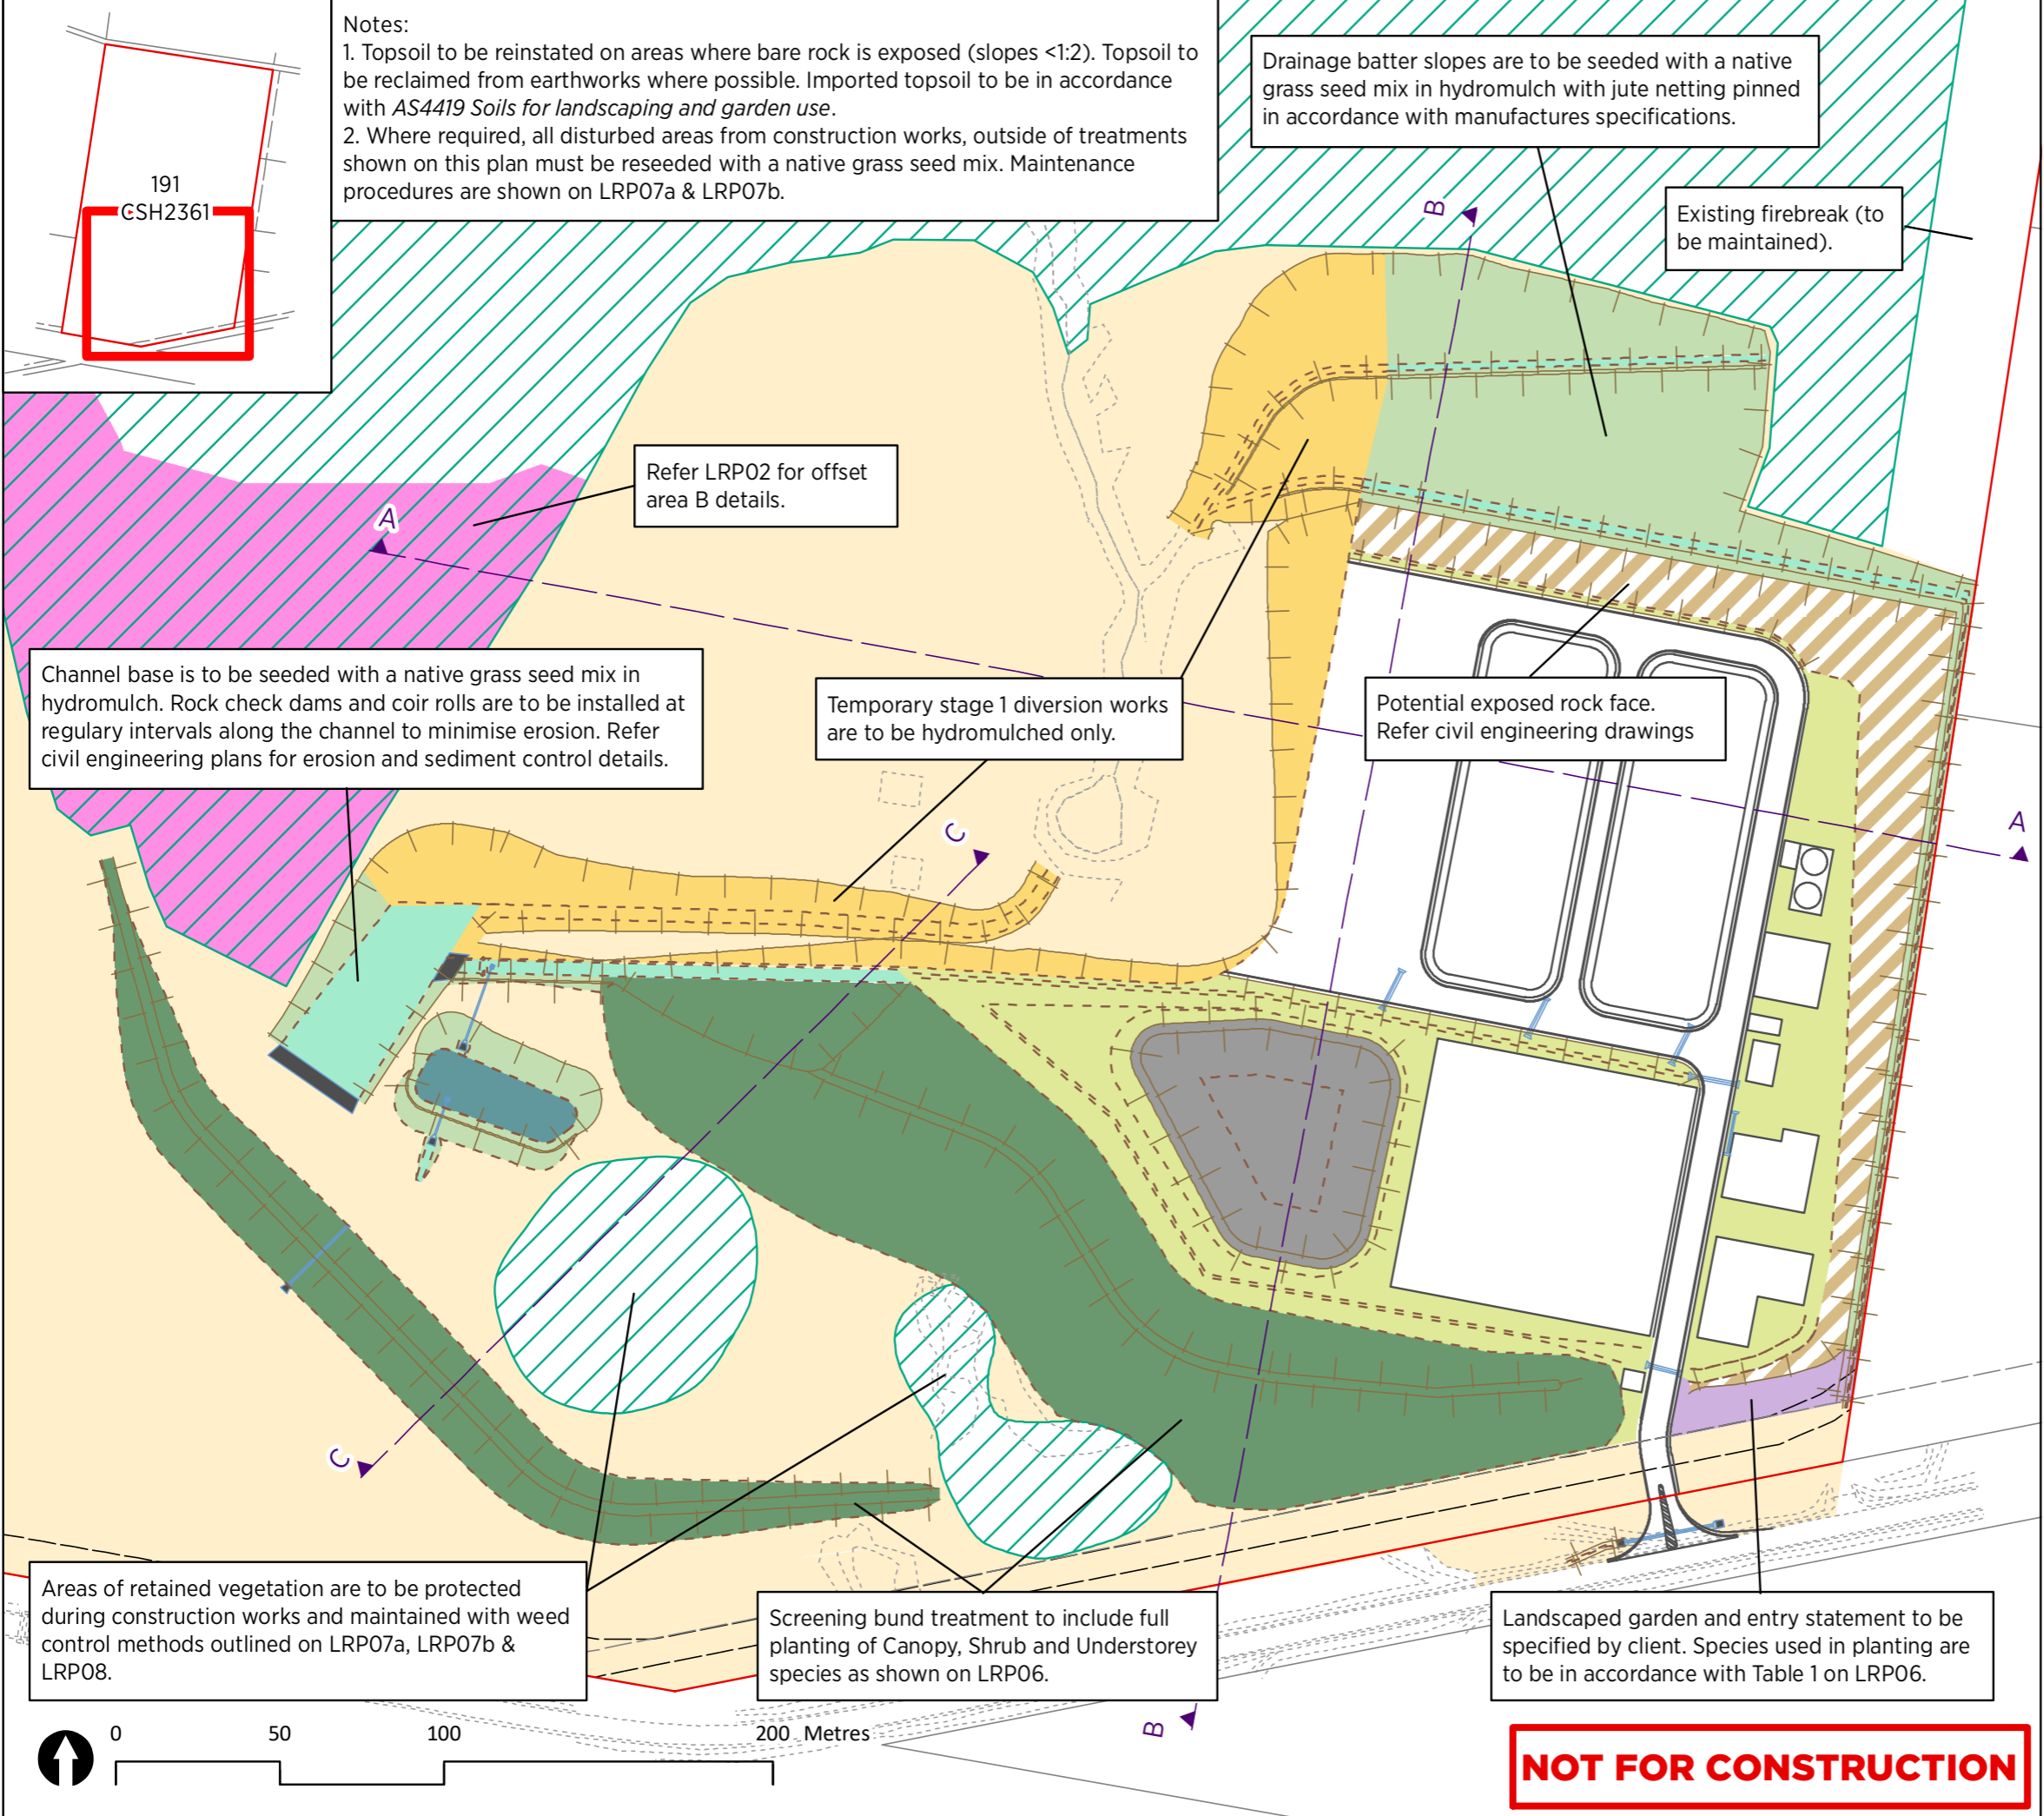 Notes:
1. Topsoil to be reinstated on areas where bare rock is exposed (slopes <1:2). Topsoil to
be reclaimed from earthworks where possible. Imported topsoil to be in accordance
with AS4419 Soils for landscaping and garden use.
2. Where required, all disturbed areas from construction works, outside of treatments
shown on this plan must be reseeded with a native grass seed mix. Maintenance
procedures are shown on LRP07a & LRP07b.
191
CSH2361
Drainage batter slopes are to be seeded with a native
grass seed mix in hydromulch with jute netting pinned
in accordance with manufactures specifications.
Existing firebreak (to
be maintained).
B
Refer LRP02 for offset
area B details.
A
Channel base is to be seeded with a native grass seed mix in
hydromulch. Rock check dams and coir rolls are to be installed at
regulary intervals along the channel to minimise erosion. Refer
civil engineering plans for erosion and sediment control details.
Temporary stage 1 diversion works
are to be hydromulched only.
Potential exposed rock face.
Refer civil engineering drawings
C
A
C
Areas of retained vegetation are to be protected
during construction works and maintained with weed
control methods outlined on LRP07a, LRP07b &
LRP08.
Screening bund treatment to include full
planting of Canopy, Shrub and Understorey
species as shown on LRP06.
Landscaped garden and entry statement to be
specified by client. Species used in planting are
to be in accordance with Table 1 on LRP06.
B
0 50 100 200 Metres
NOT FOR CONSTRUCTION